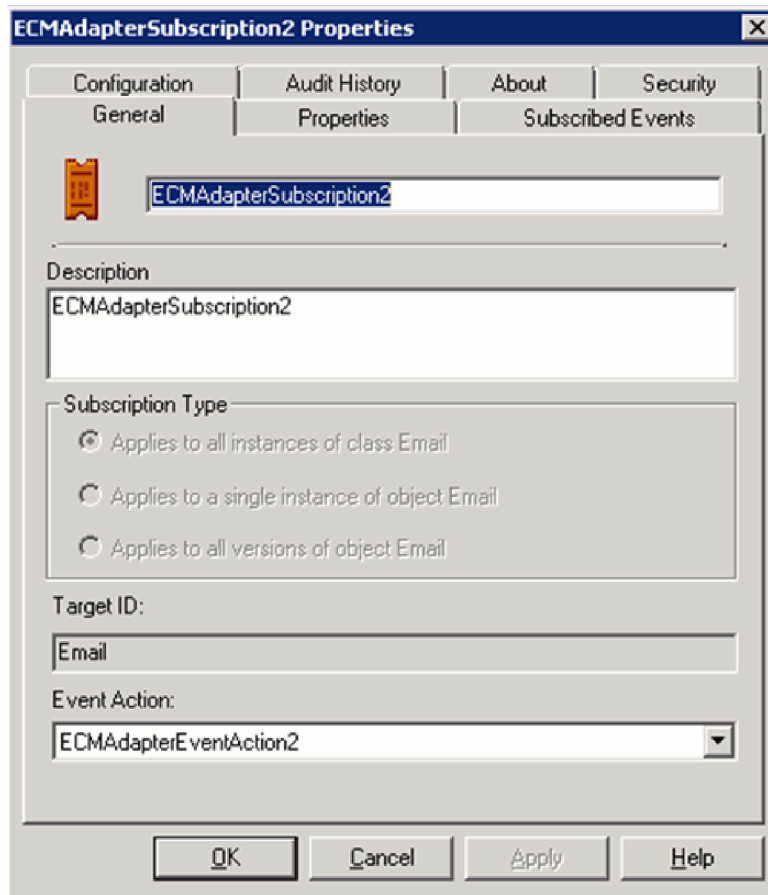 ECMAdapterSubscription2 Properties
Configuration Audit History About Security
General Properties Subscribed Events
ECMAdapterSubscription2
Description
ECMAdapterSubscription2
Subscription Type
Applies to all instances of class Email
Applies to a single instance of object Email
Applies to all versions of object Email
Target ID:
Email
Event Action:
ECMAdapterEventAction2
OK Cancel Apply Help